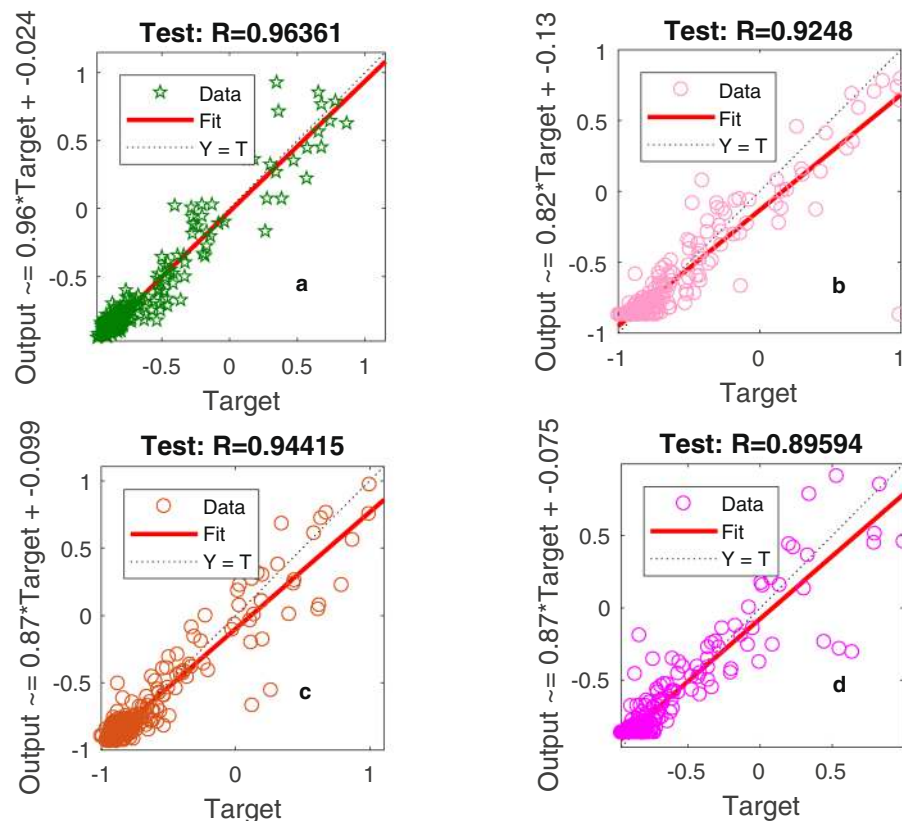 Test: R=0.96361
Output ~= 0.96*Target + -0.024
1
0.5
0
-0.5
Data
Fit
Y = T
a
-0.5
0
0.5
1
Target
Test: R=0.9248
Output ~= 0.82*Target + -0.13
1
0.5
0
-0.5
-1
Data
Fit
Y = T
b
-1
0
1
Target
Test: R=0.94415
Output ~= 0.87*Target + -0.099
1
0.5
0
-0.5
-1
Data
Fit
Y = T
c
-1
0
1
Target
Test: R=0.89594
Output ~= 0.87*Target + -0.075
0.5
0
-0.5
Data
Fit
Y = T
d
-0.5
0
0.5
Target